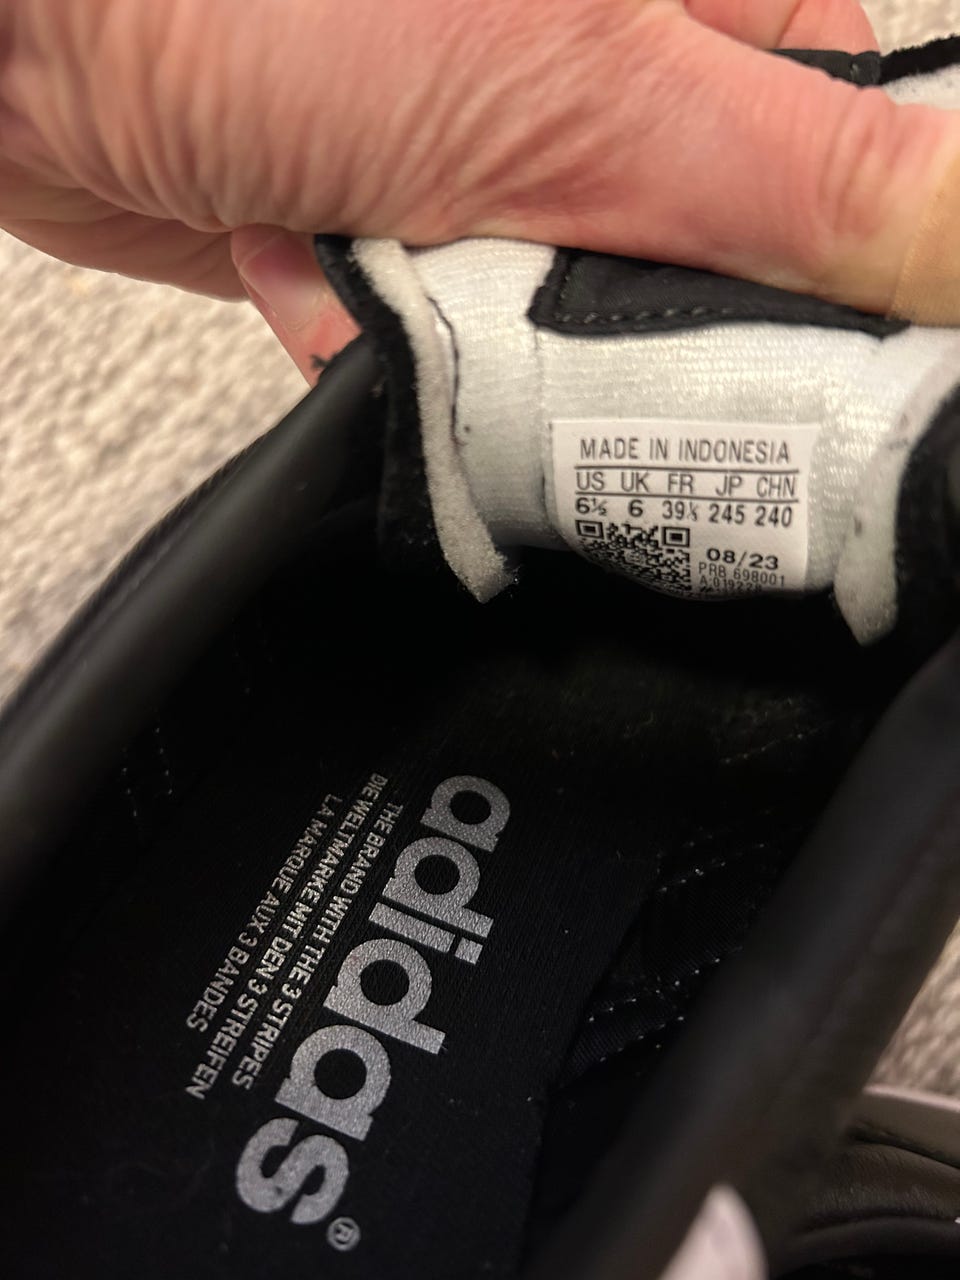 MADE IN INDONESIA
US UK FR JP CHN
6½ 6 39⅓ 245 240
08/23
PRB 698001
adidas®
THE BRAND WITH THE 3 STRIPES
DIE WELTMARKE MIT DEN 3 STREIFEN
LA MARQUE AUX 3 BANDES